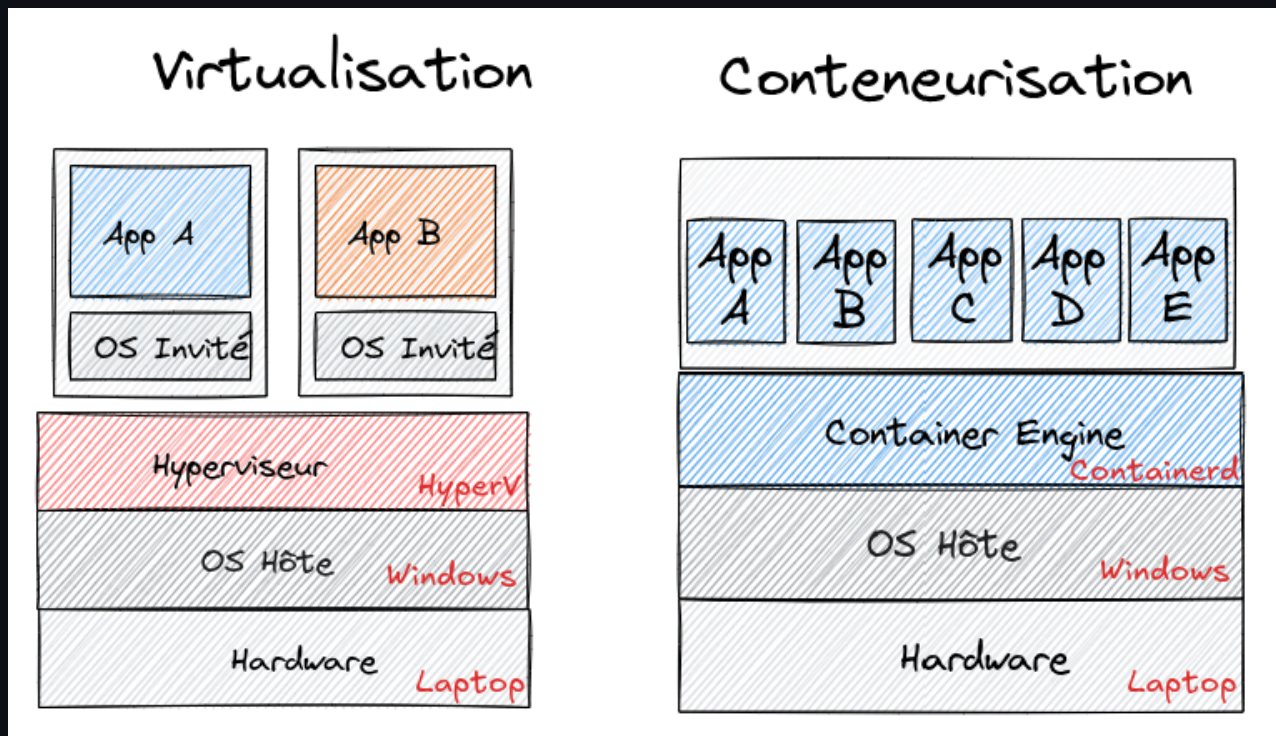 Virtualisation
App A
OS Invité
App B
OS Invité
Hyperviseur
HyperV
OS Hôte
Windows
Hardware
Laptop
Conteneurisation
App
A
App
B
App
C
App
D
App
E
Container Engine
Containerd
OS Hôte
Windows
Hardware
Laptop